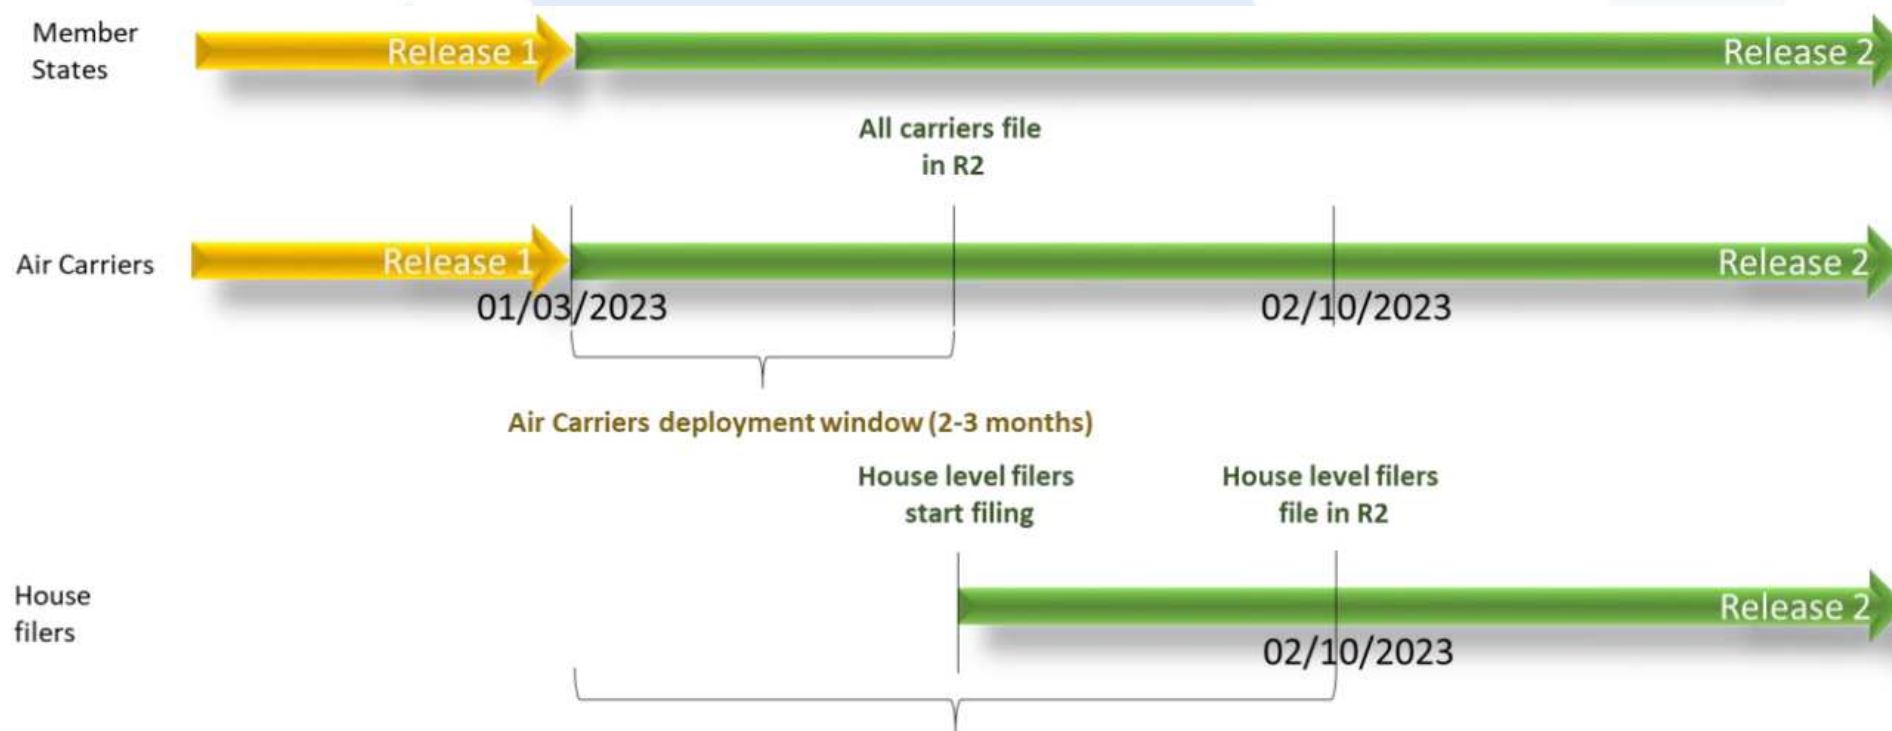 Member
States
Release 1
Release 2
All carriers file
in R2
Air Carriers
Release 1
Release 2
01/03/2023
02/10/2023
Air Carriers deployment window (2-3 months)
House level filers
start filing
House level filers
file in R2
House
filers
Release 2
02/10/2023